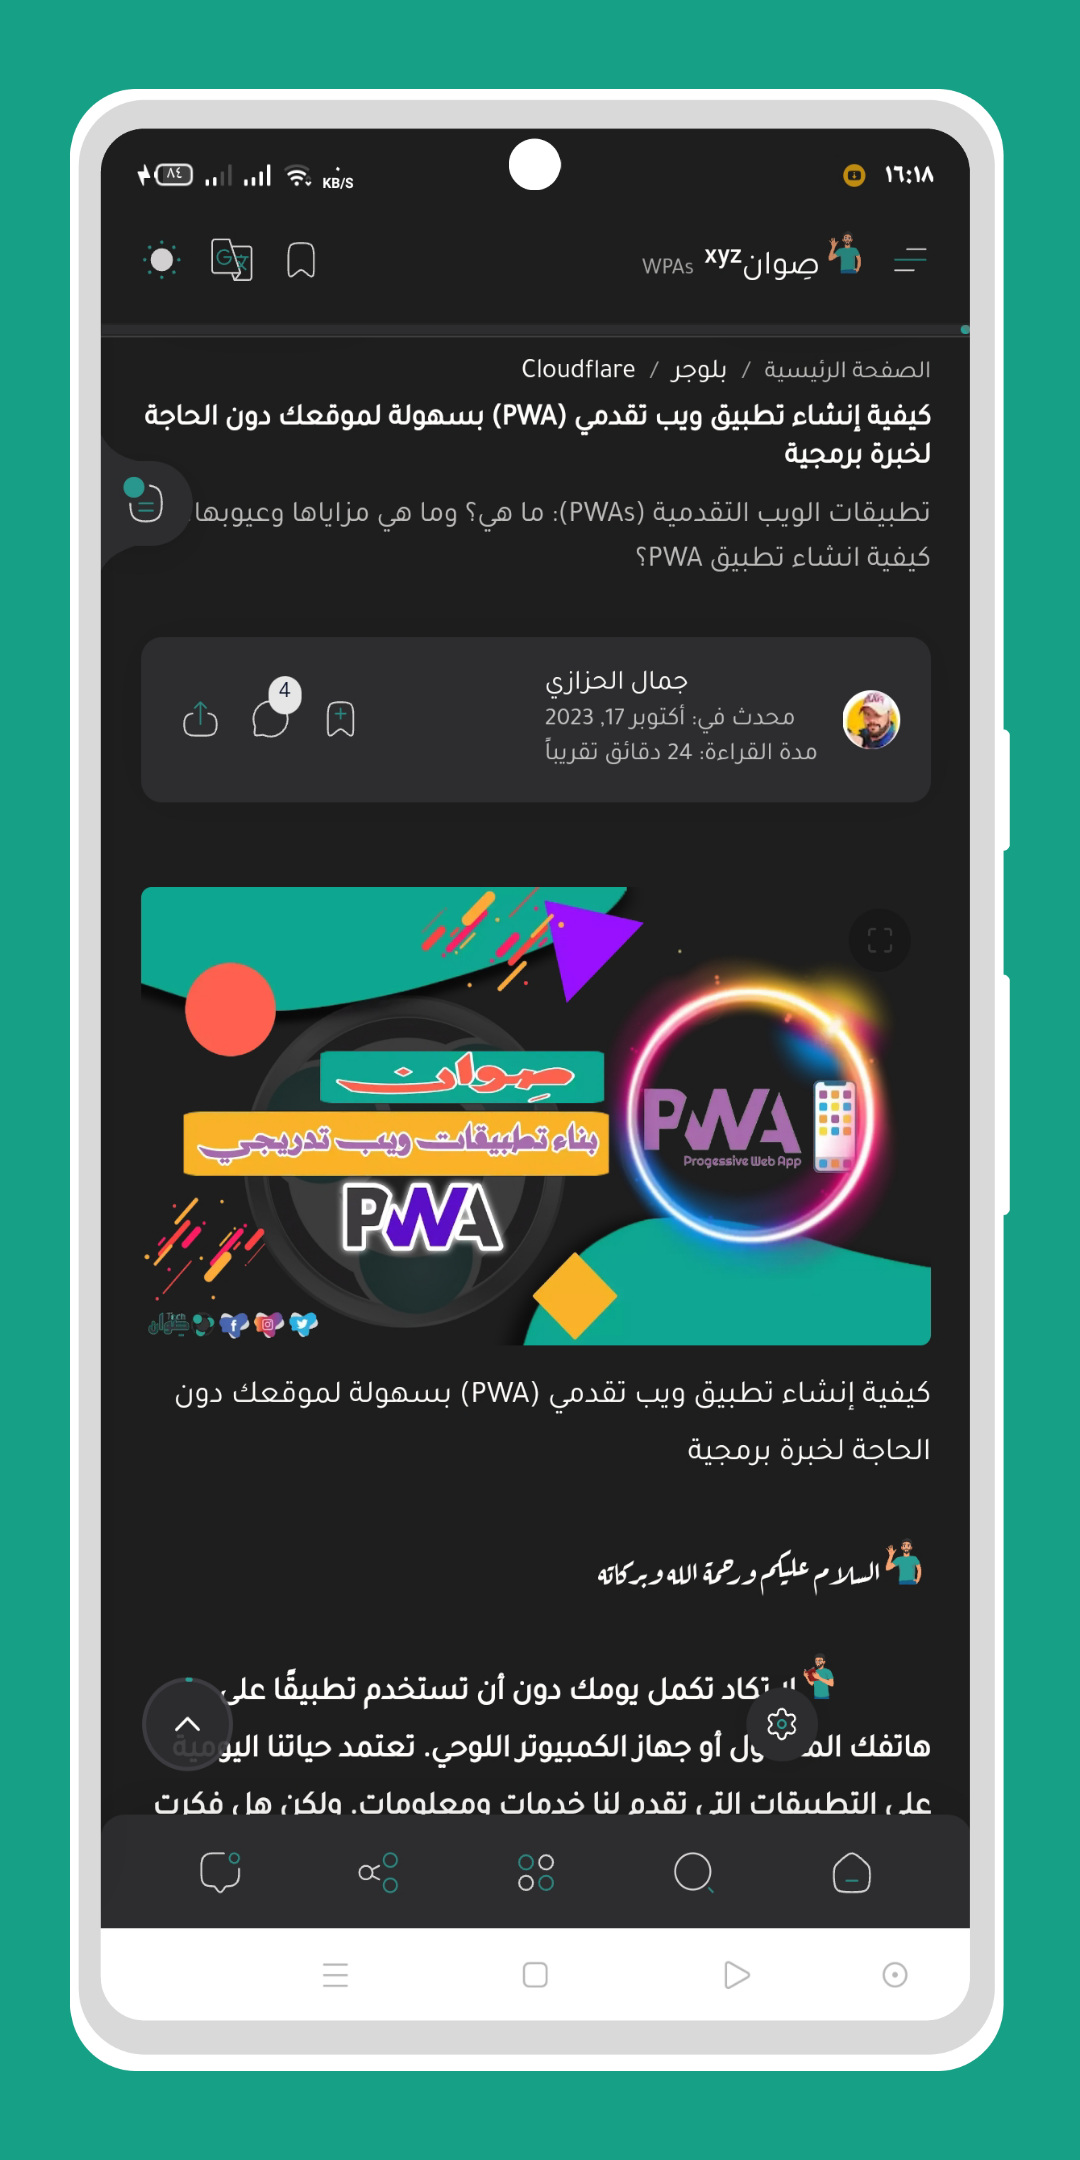 ١٦:١٨
٨٤
KB/S
صِوان xyz WPAs
الصفحة الرئيسية / بلوجر / Cloudflare
كيفية إنشاء تطبيق ويب تقدمي (PWA) بسهولة لموقعك دون الحاجة
لخبرة برمجية
تطبيقات الويب التقدمية (PWAs): ما هي؟ وما هي مزاياها وعيوبها
كيفية انشاء تطبيق PWA؟
جمال الحزازي
محدث في: أكتوبر 17, 2023
مدة القراءة: 24 دقائق تقريباً
4
صِوان
بناء تطبيقات ويب تدريجي
PWA
PWA
Progessive Web App
صِوان
كيفية إنشاء تطبيق ويب تقدمي (PWA) بسهولة لموقعك دون
الحاجة لخبرة برمجية
السلام عليكم ورحمة الله وبركاته
تكاد تكمل يومك دون أن تستخدم تطبيقًا على
هاتفك أو جهاز الكمبيوتر اللوحي. تعتمد حياتنا اليومية
على التطبيقات التي تقدم لنا خدمات ومعلومات. ولكن هل فكرت